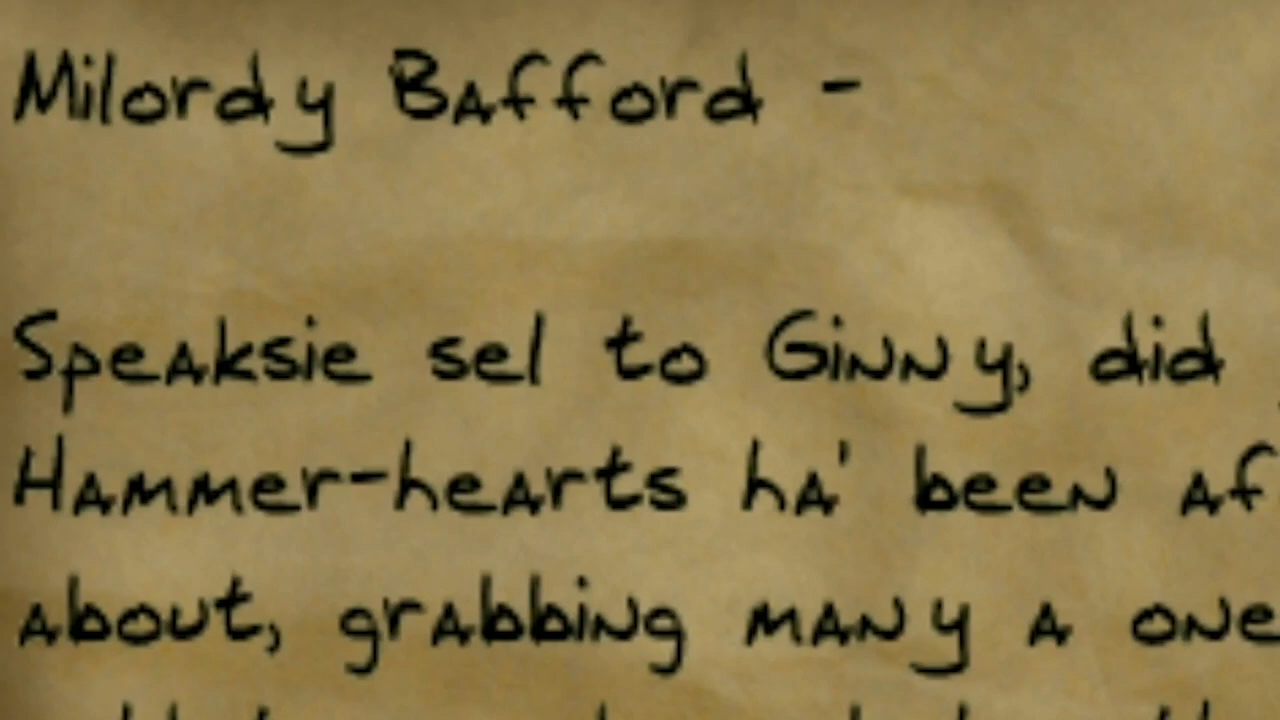 Milordy Bafford -
Speaksie sel to Ginny, did
Hammer-hearts ha' been af
about, grabbing many a one